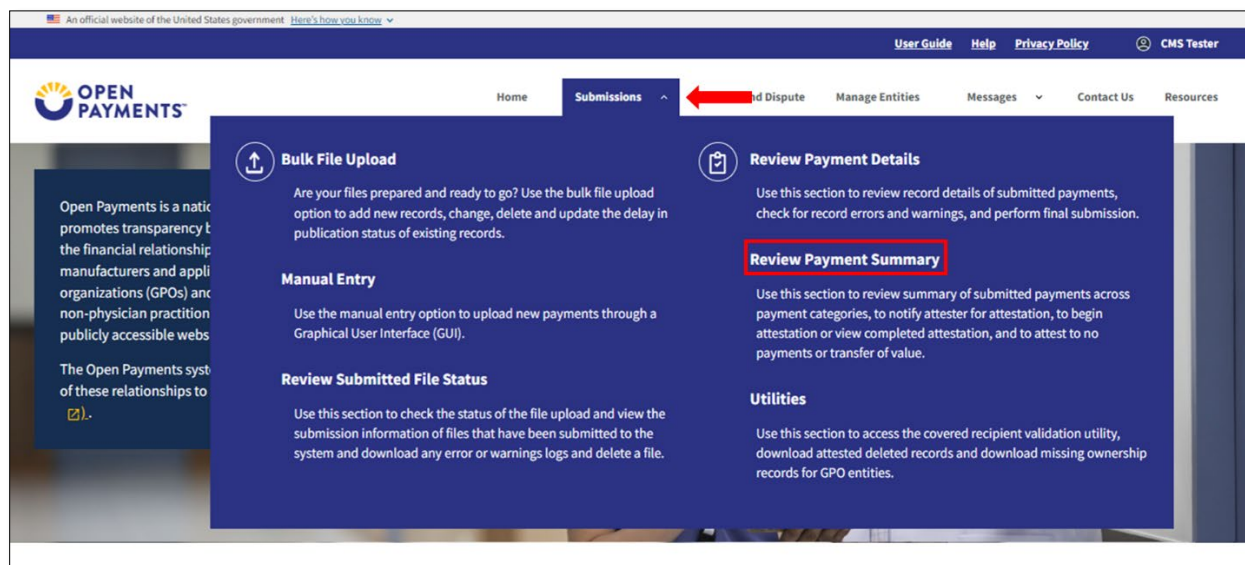 An official website of the United States government Here's how you know
User Guide Help Privacy Policy CMS Tester
OPEN
PAYMENTS
Home Submissions nd Dispute Manage Entities Messages Contact Us Resources
Bulk File Upload
Are your files prepared and ready to go? Use the bulk file upload
option to add new records, change, delete and update the delay in
publication status of existing records.
Manual Entry
Use the manual entry option to upload new payments through a
Graphical User Interface (GUI).
Review Submitted File Status
Use this section to check the status of the file upload and view the
submission information of files that have been submitted to the
system and download any error or warnings logs and delete a file.
Review Payment Details
Use this section to review record details of submitted payments,
check for record errors and warnings, and perform final submission.
Review Payment Summary
Use this section to review summary of submitted payments across
payment categories, to notify attester for attestation, to begin
attestation or view completed attestation, and to attest to no
payments or transfer of value.
Utilities
Use this section to access the covered recipient validation utility,
download attested deleted records and download missing ownership
records for GPO entities.
Open Payments is a natio
promotes transparency b
the financial relationship
manufacturers and appli
organizations (GPOs) and
non-physician practition
publicly accessible webs
The Open Payments syst
of these relationships to
).